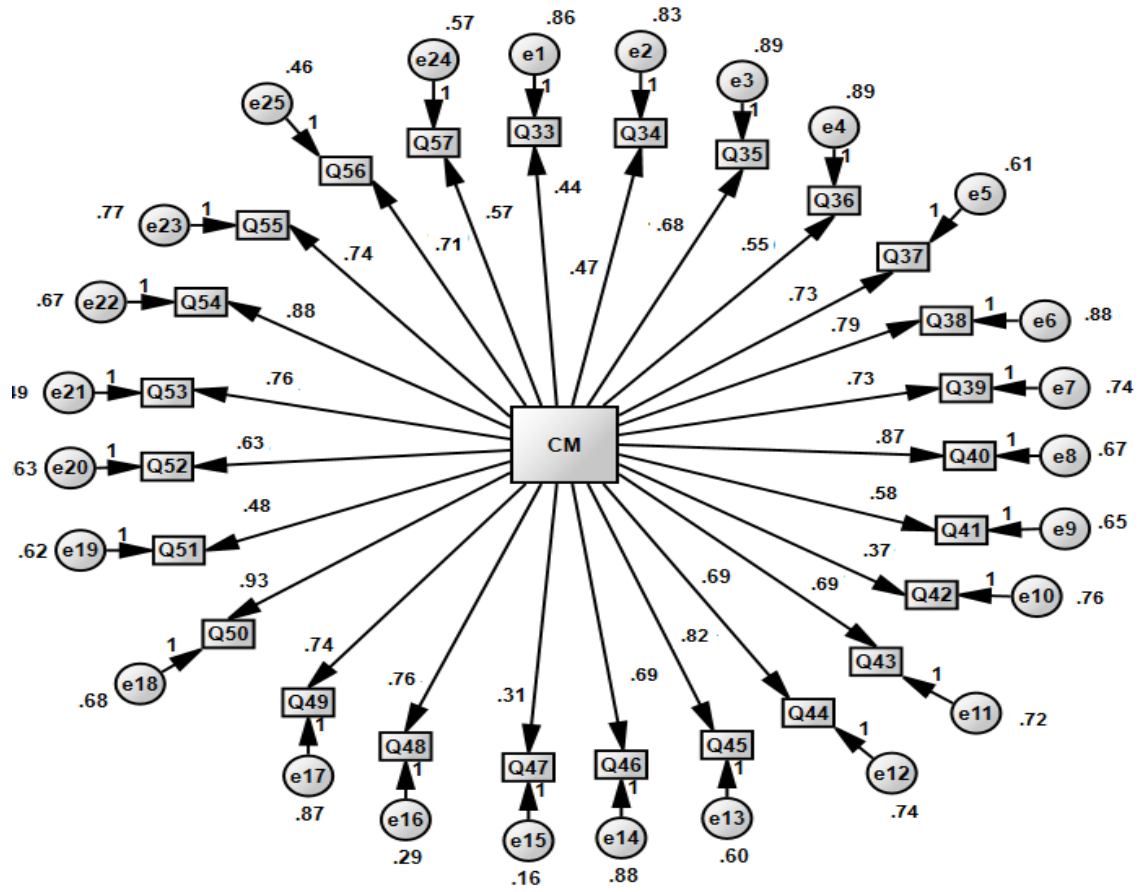 .57 .86 .83
e24 e1 e2 .89
.46 e3 .89
e25 1 1 1 1 e4
1 Q57 Q33 Q34 Q35 1 .61
Q56 Q36 e5
.77 .44 .68 1
e23 1 Q55 .57 .55 Q37
.74 .71 .47 .73
.67 e22 1 Q54 .88 .79 Q38 1 e6 .88
49 e21 1 Q53 .76 .73 Q39 1 e7 .74
CM
63 e20 1 Q52 .63 .87 Q40 1 e8 .67
.62 e19 1 Q51 .48 .58 Q41 1 e9 .65
.93 .69 .69 .37 Q42 1 e10 .76
1 Q50 .74 .82 Q43 1
.68 e18 .76 .31 .69 e11 .72
Q49 Q44 1
1 Q48 Q47 Q46 Q45 e12
e17 1 1 1 1 .74
.87 e16 e15 e14 e13
.29 .16 .88 .60